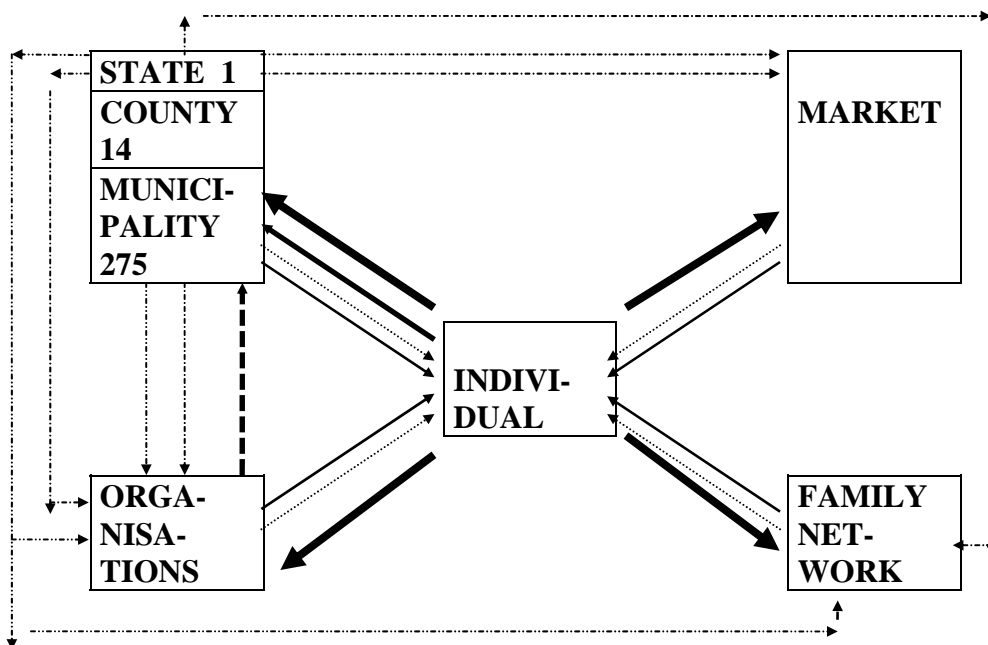 STATE 1
COUNTY
14
MUNICI-
PALITY
275
MARKET
INDIVI-
DUAL
ORGA-
NISA-
TIONS
FAMILY
NET-
WORK